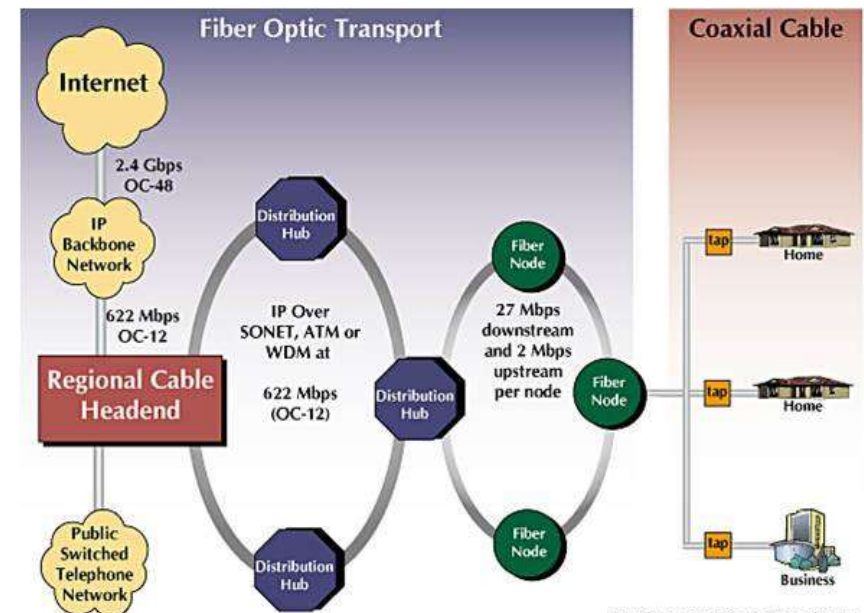 Fiber Optic Transport
Coaxial Cable
Internet
2.4 Gbps
OC-48
IP
Backbone
Network
622 Mbps
OC-12
Regional Cable
Headend
Public
Switched
Telephone
Network
Distribution
Hub
IP Over
SONET, ATM or
WDM at
622 Mbps
(OC-12)
Distribution
Hub
Distribution
Hub
Fiber
Node
27 Mbps
downstream
and 2 Mbps
upstream
per node
Fiber
Node
Fiber
Node
tap
Home
tap
Home
tap
Business